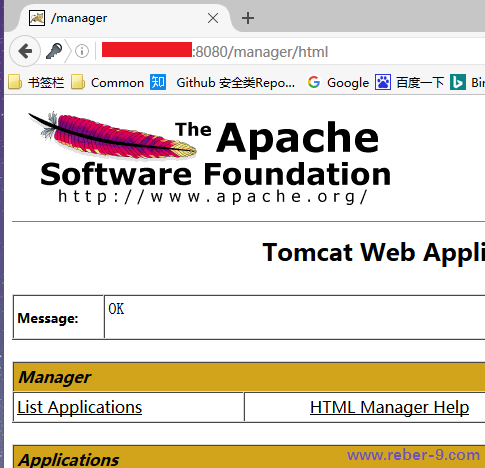 /manager
:8080/manager/html
书签栏 Common 知 Github 安全类Repo... Google 百度一下 Bin
The Apache
Software Foundation
http://www.apache.org/
Tomcat Web Appli
Message: OK
Manager
List Applications HTML Manager Help
Applications
www.reber-9.com